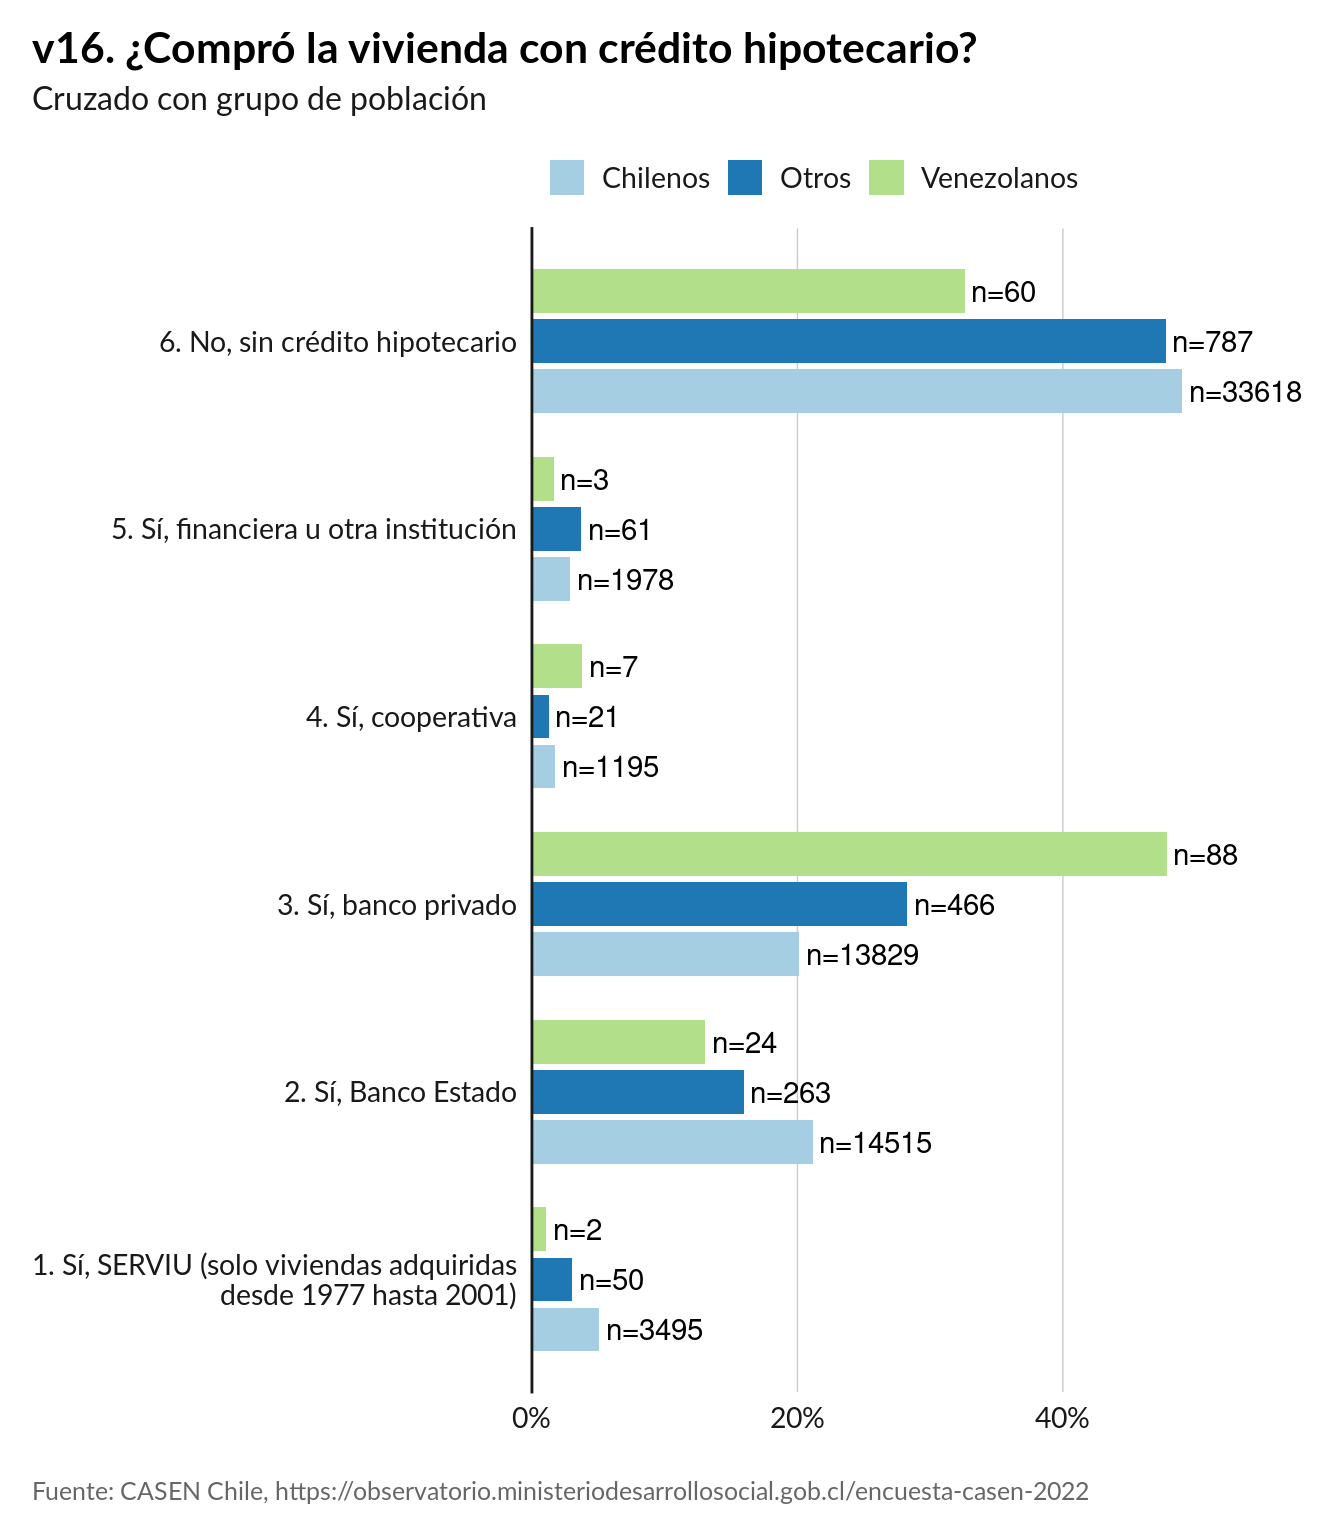 v16. ¿Compró la vivienda con crédito hipotecario?
Cruzado con grupo de población
Chilenos Otros Venezolanos
n=60
6. No, sin crédito hipotecario n=787
n=33618
n=3
5. Sí, financiera u otra institución n=61
n=1978
n=7
4. Sí, cooperativa n=21
n=1195
n=88
3. Sí, banco privado n=466
n=13829
n=24
2. Sí, Banco Estado n=263
n=14515
n=2
1. Sí, SERVIU (solo viviendas adquiridas
desde 1977 hasta 2001) n=50
n=3495
0% 20% 40%
Fuente: CASEN Chile, https://observatorio.ministeriodesarrollosocial.gob.cl/encuesta-casen-2022